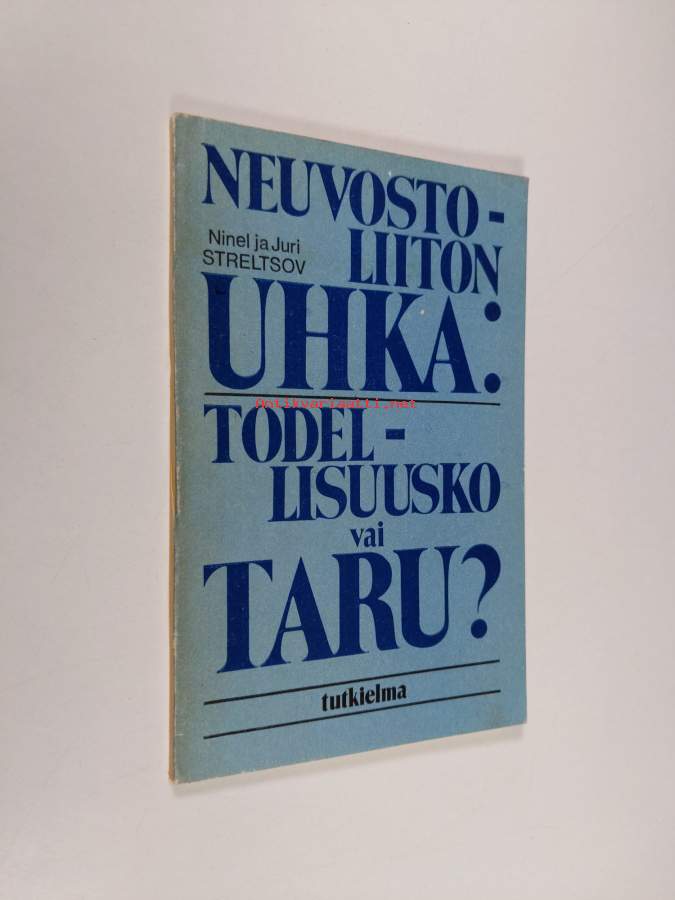 NEUVOSTO-
Ninel ja Juri
STRELTSOV
LIITON
UHKA:
Antikvariaatti.net
TODEL-
LISUUSKO
vai
TARU?
tutkielma